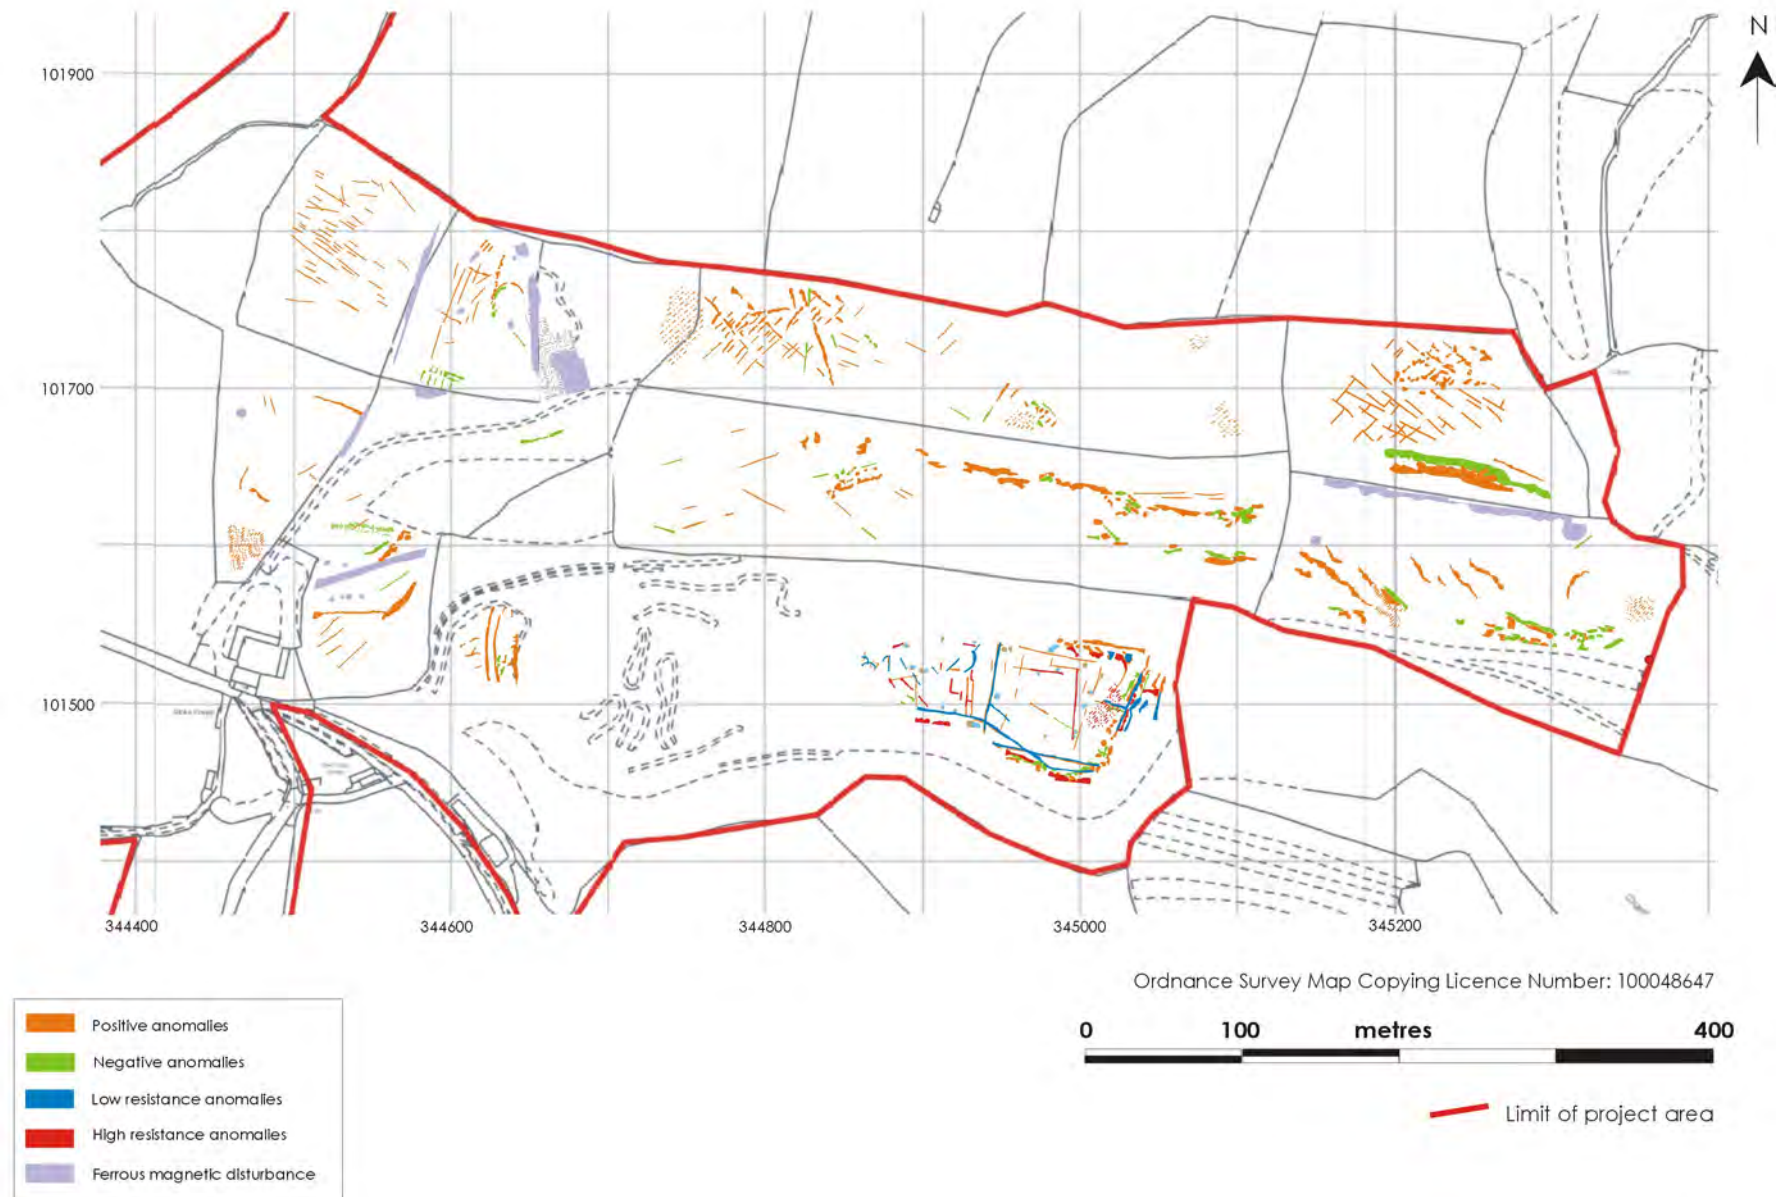 N
101900
101700
101500
344400
344600
344800
345000
345200
Ordnance Survey Map Copying Licence Number: 100048647
0 100 metres 400
Limit of project area
Positive anomalies
Negative anomalies
Low resistance anomalies
High resistance anomalies
Ferrous magnetic disturbance